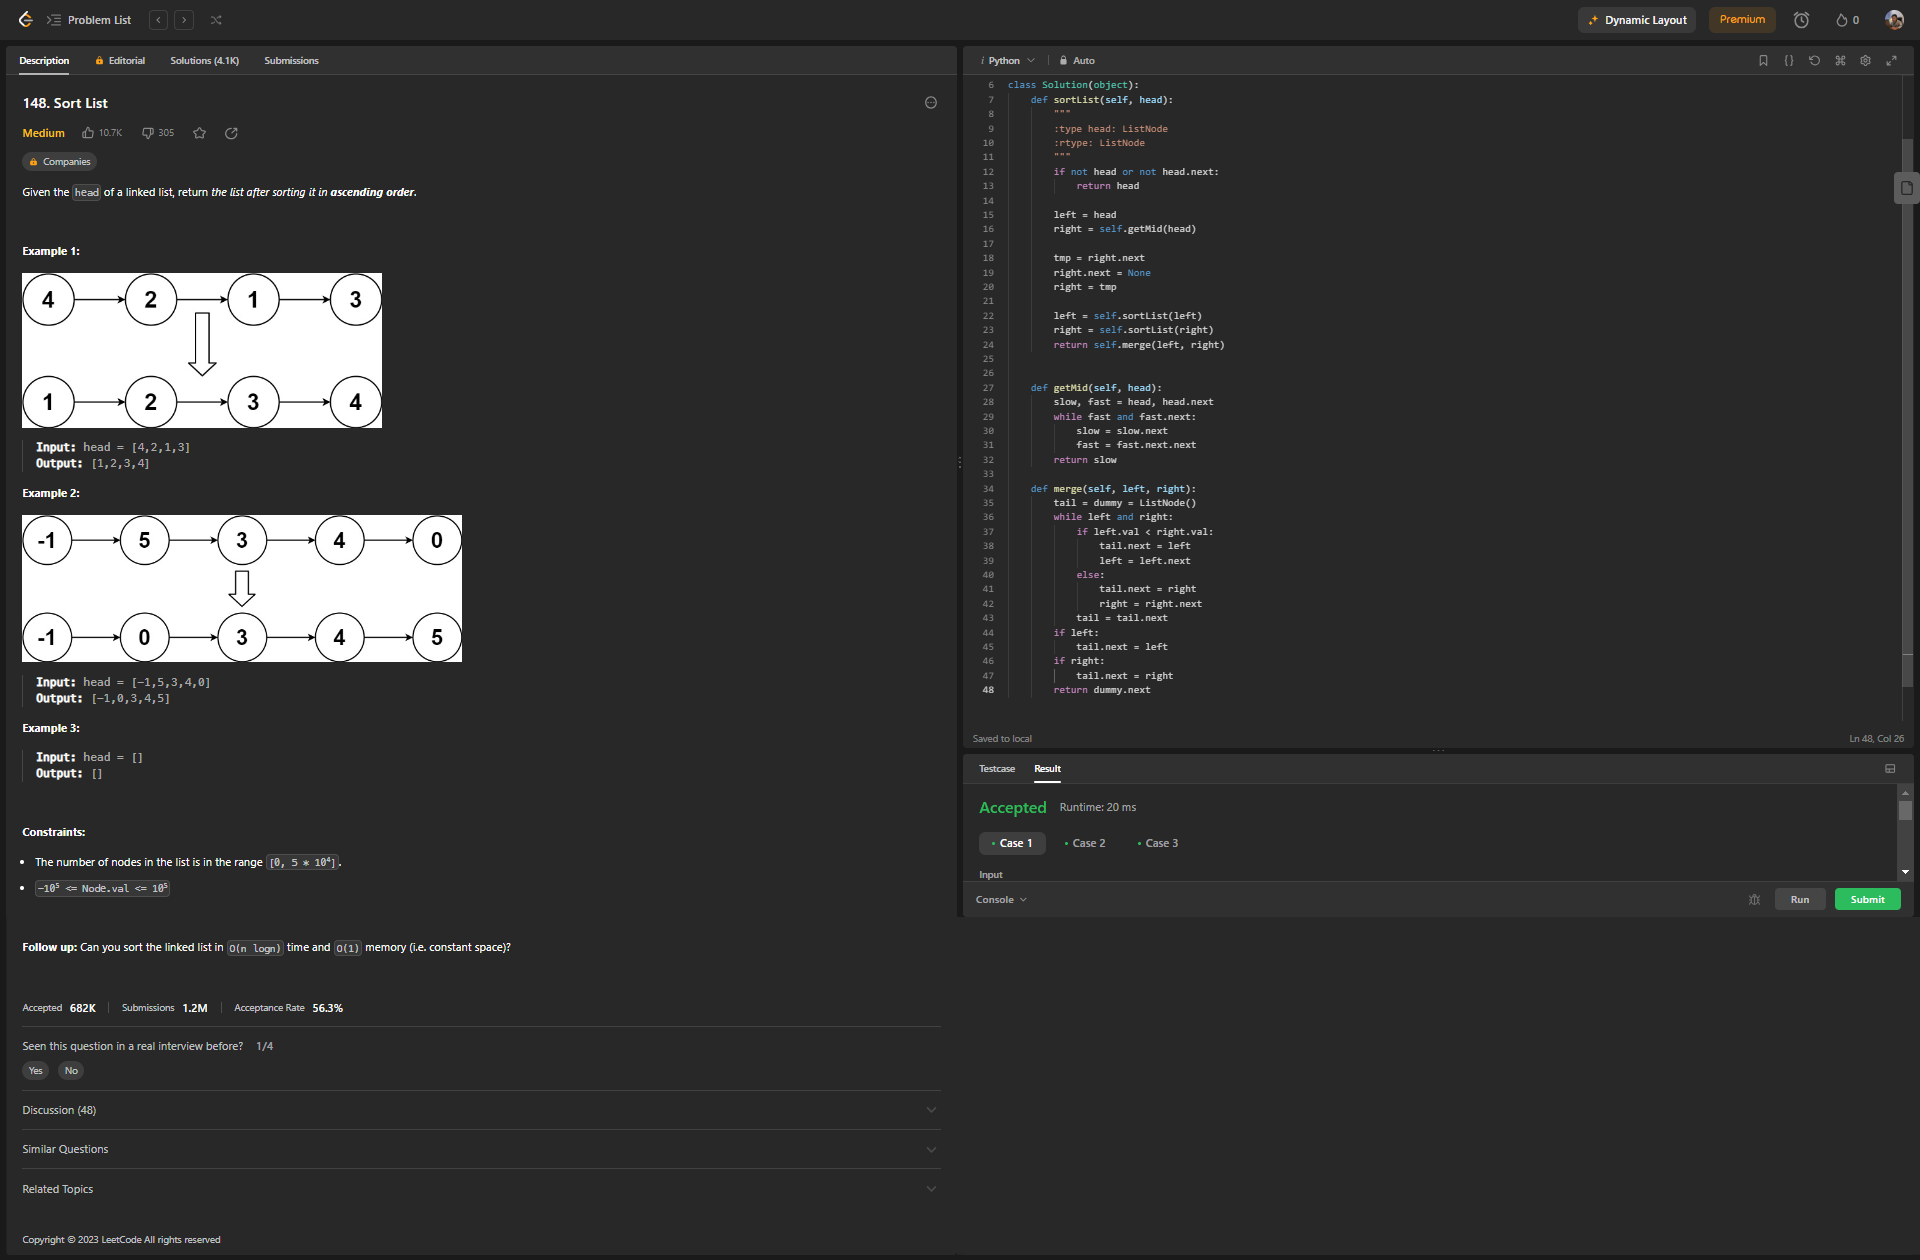 Problem List
Dynamic Layout
Premium
0
Description
Editorial
Solutions (4.1K)
Submissions
148. Sort List
Medium
10.7K
305
Companies
Given the head of a linked list, return the list after sorting it in ascending order.
Example 1:
4 2 1 3
1 2 3 4
Input: head = [4,2,1,3]
Output: [1,2,3,4]
Example 2:
-1 5 3 4 0
-1 0 3 4 5
Input: head = [-1,5,3,4,0]
Output: [-1,0,3,4,5]
Example 3:
Input: head = []
Output: []
Constraints:
• The number of nodes in the list is in the range [0, 5 * 10⁴].
• -10⁵ <= Node.val <= 10⁵
Follow up: Can you sort the linked list in O(n logn) time and O(1) memory (i.e. constant space)?
Accepted 682K
Submissions 1.2M
Acceptance Rate 56.3%
Seen this question in a real interview before? 1/4
Yes No
Discussion (48)
Similar Questions
Related Topics
Copyright © 2023 LeetCode All rights reserved
i Python
Auto
6 class Solution(object):
7     def sortList(self, head):
8         """
9         :type head: ListNode
10         :rtype: ListNode
11         """
12         if not head or not head.next:
13             return head
14
15         left = head
16         right = self.getMid(head)
17
18         tmp = right.next
19         right.next = None
20         right = tmp
21
22         left = self.sortList(left)
23         right = self.sortList(right)
24         return self.merge(left, right)
25
26
27     def getMid(self, head):
28         slow, fast = head, head.next
29         while fast and fast.next:
30             slow = slow.next
31             fast = fast.next.next
32         return slow
33
34     def merge(self, left, right):
35         tail = dummy = ListNode()
36         while left and right:
37             if left.val < right.val:
38                 tail.next = left
39                 left = left.next
40             else:
41                 tail.next = right
42                 right = right.next
43             tail = tail.next
44         if left:
45             tail.next = left
46         if right:
47             tail.next = right
48         return dummy.next
Saved to local
Ln 48, Col 26
Testcase
Result
Accepted Runtime: 20 ms
• Case 1 • Case 2 • Case 3
Input
Console
Run
Submit